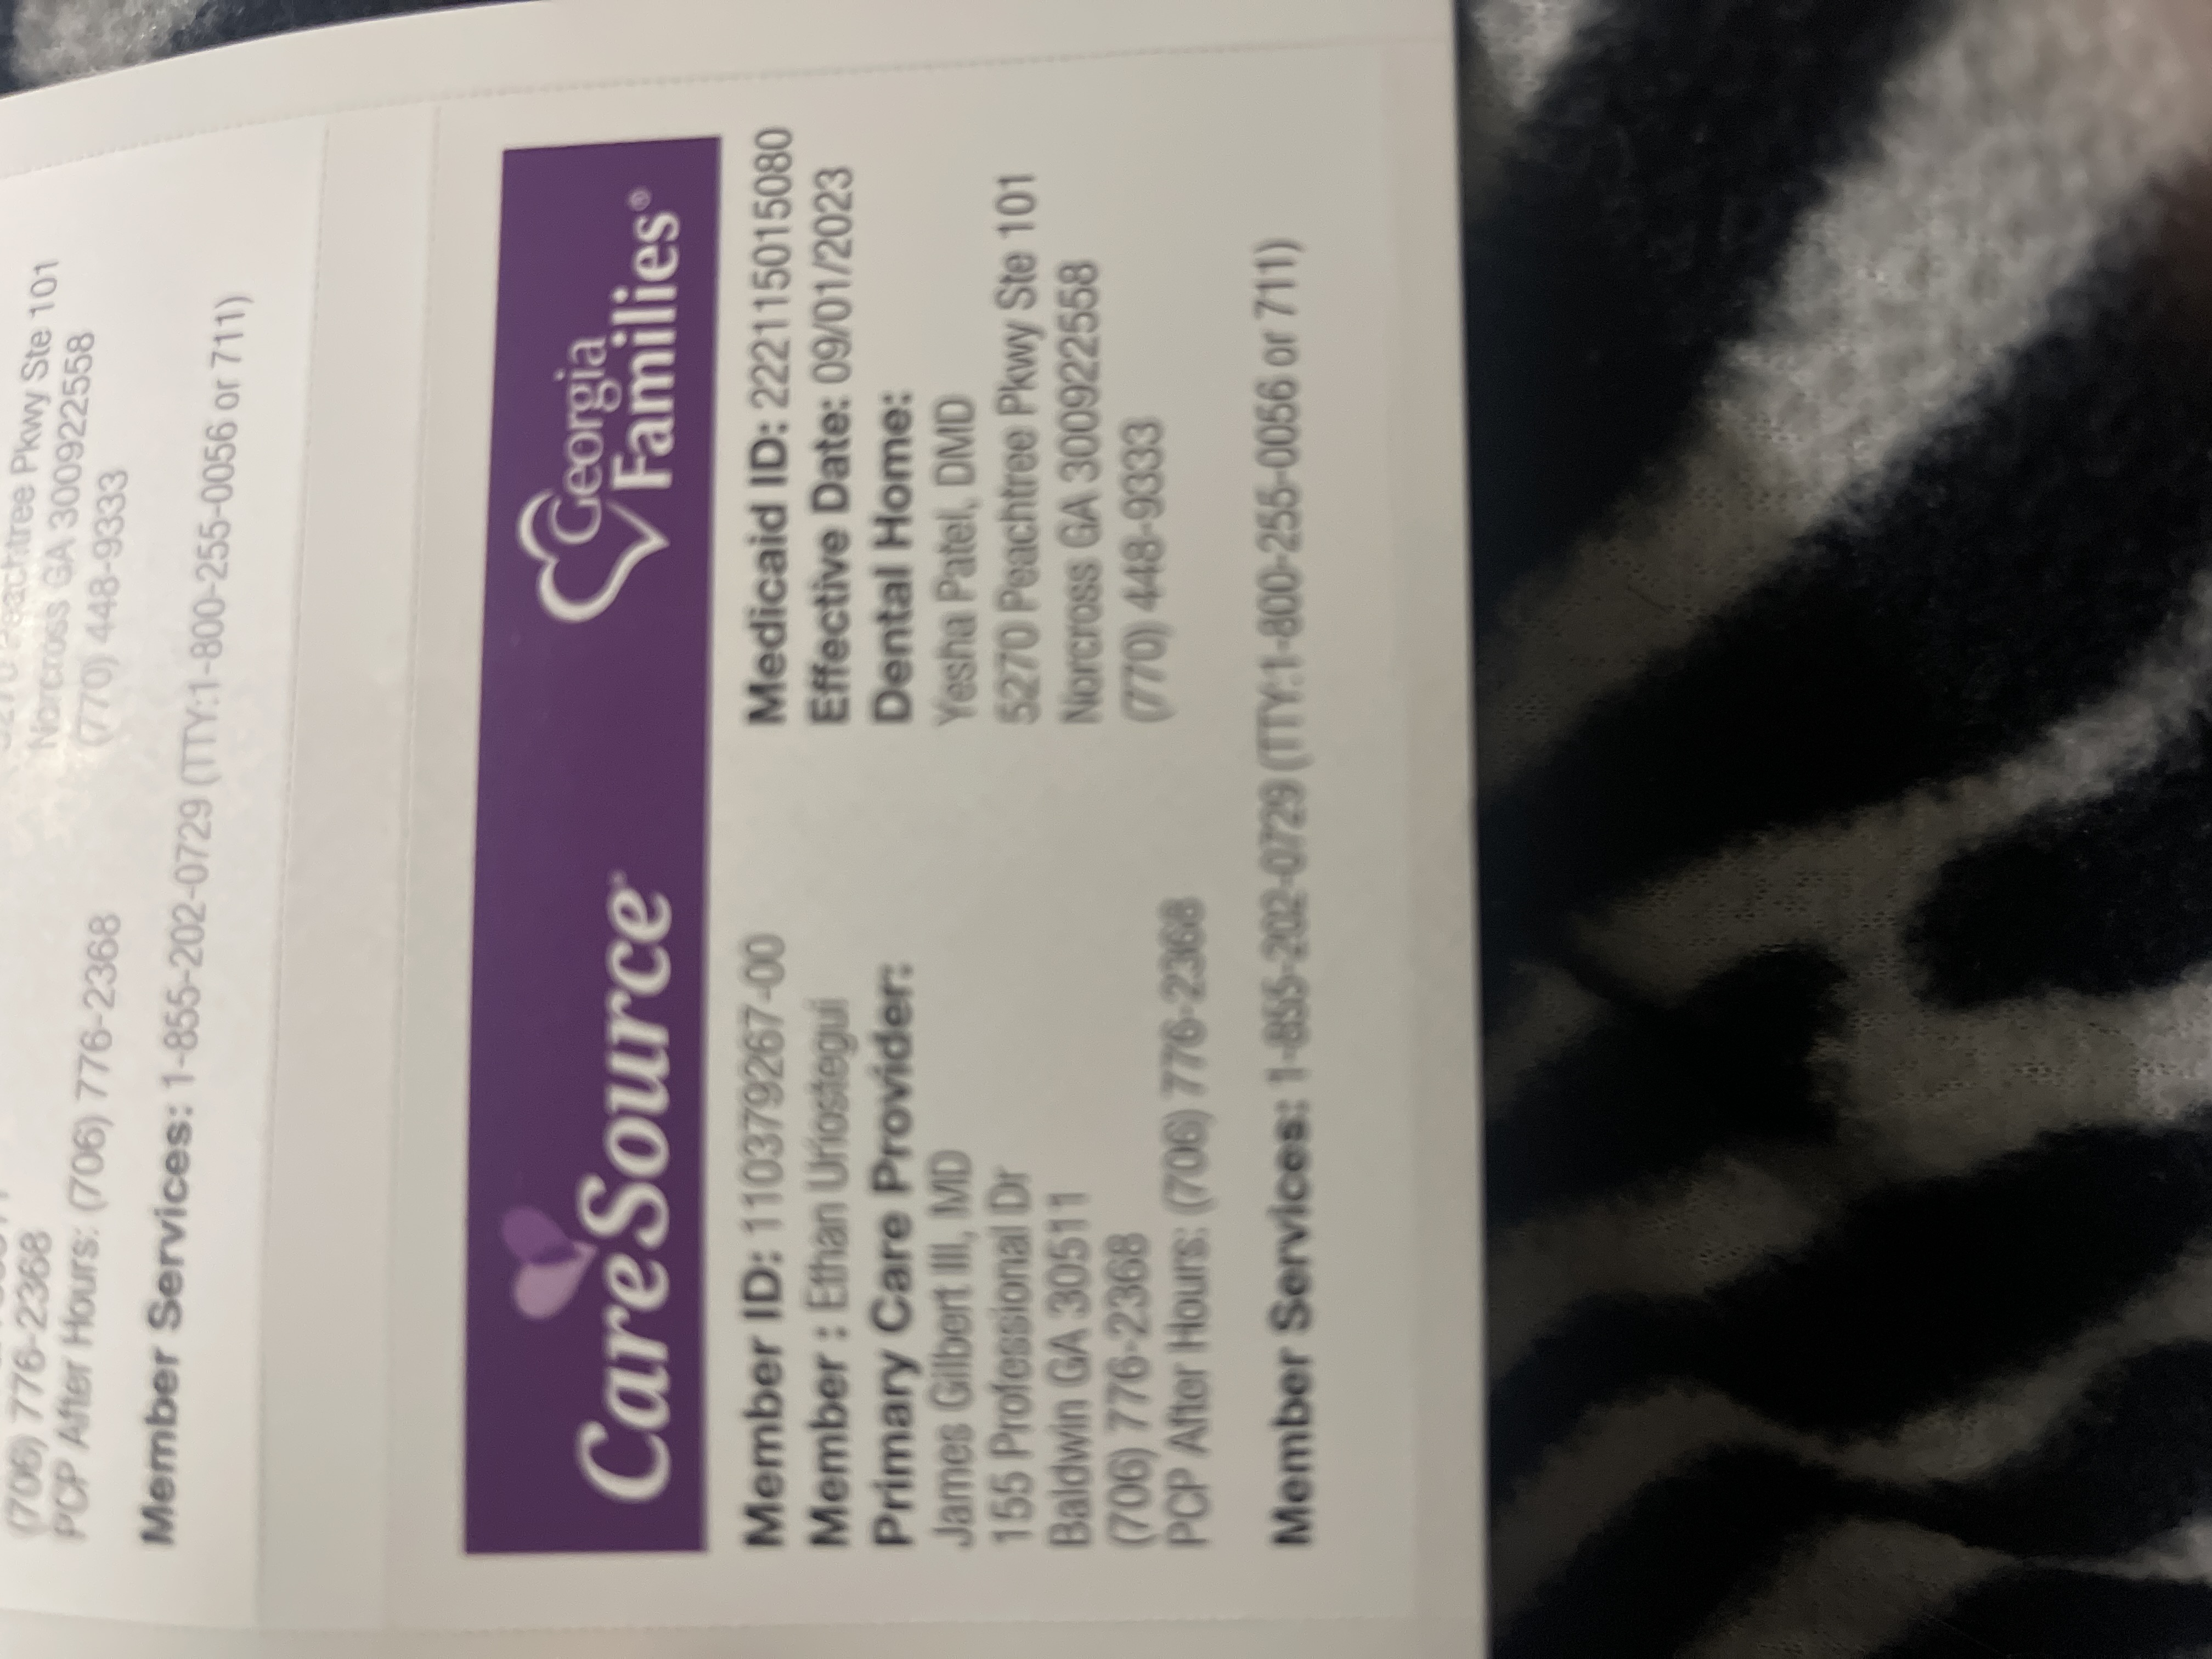 5270 Peachtree Pkwy Ste 101
Norcross GA 300922558
(770) 448-9333
(706) 776-2368
PCP After Hours: (706) 776-2368
Member Services: 1-855-202-0729 (TTY:1-800-255-0056 or 711)
CareSource
Georgia Families®
Member ID: 11037926​7-00
Member : Ethan Uriostegui
Primary Care Provider:
James Gilbert III, MD
155 Professional Dr
Baldwin GA 30511
(706) 776-2368
PCP After Hours: (706) 776-2368
Medicaid ID: 222115015080
Effective Date: 09/01/2023
Dental Home:
Yesha Patel, DMD
5270 Peachtree Pkwy Ste 101
Norcross GA 300922558
(770) 448-9333
Member Services: 1-855-202-0729 (TTY:1-800-255-0056 or 711)